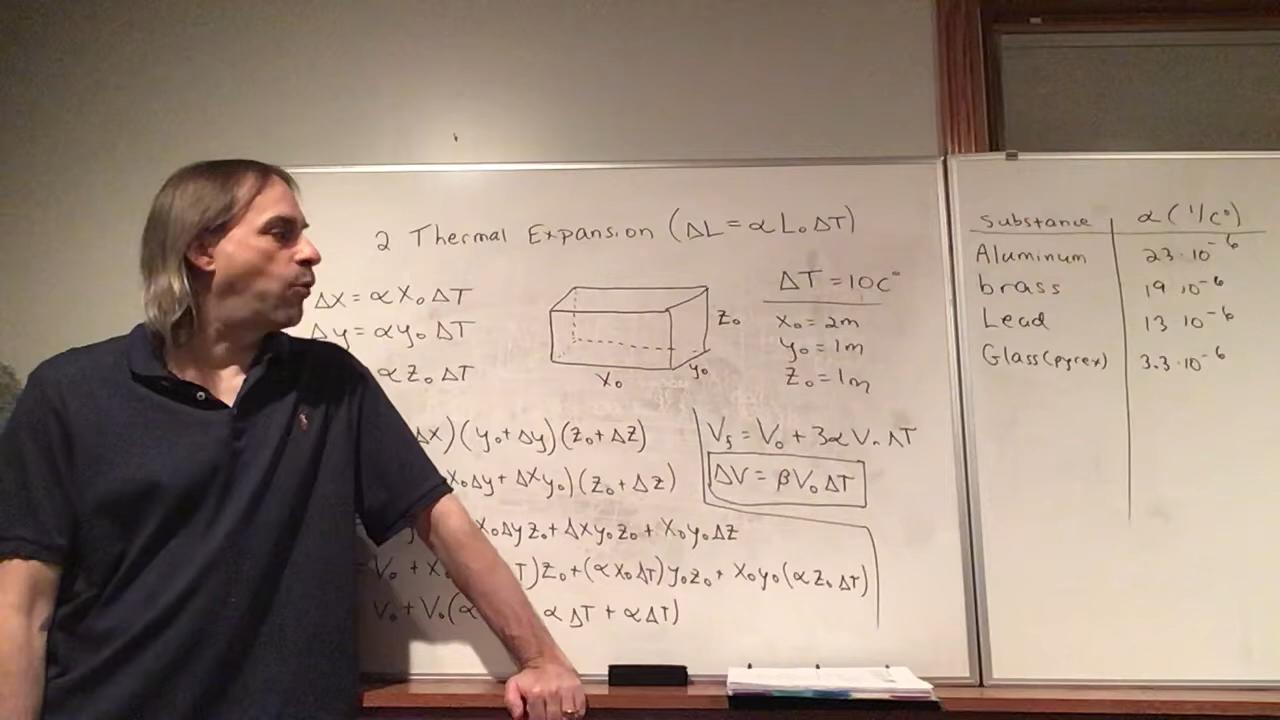 2 Thermal Expansion (ΔL = αL₀ΔT)
Δx = αX₀ΔT
Δy = αy₀ΔT
αZ₀ΔT
Z₀
y₀
X₀
ΔT = 10C°
X₀ = 2m
y₀ = 1m
Z₀ = 1m
Δx)(y₀+Δy)(Z₀+ΔZ)
X₀Δy + ΔXy₀)(Z₀+ΔZ)
X₀ΔyZ₀ + ΔXy₀Z₀ + X₀y₀ΔZ
V₀ + X₀ T)Z₀ + (αX₀ΔT)y₀Z₀ + X₀y₀(αZ₀ΔT)
V₀ + V₀(α αΔT + αΔT)
V_f = V₀ + 3αV₀ΔT
ΔV = βV₀ΔT
Substance α(1/C°)
Aluminum 23·10⁻⁶
brass 19·10⁻⁶
Lead 13·10⁻⁶
Glass(pyrex) 3.3·10⁻⁶